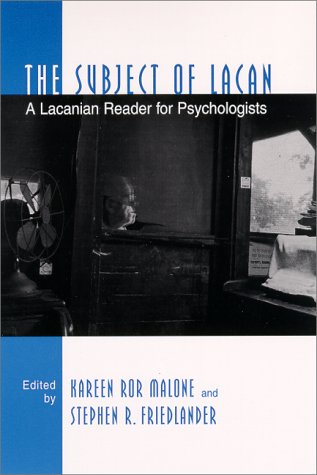 THE SUBJECT OF LACAN
A Lacanian Reader for Psychologists
Edited
by
KAREEN ROR MALONE and
STEPHEN R. FRIEDLANDER